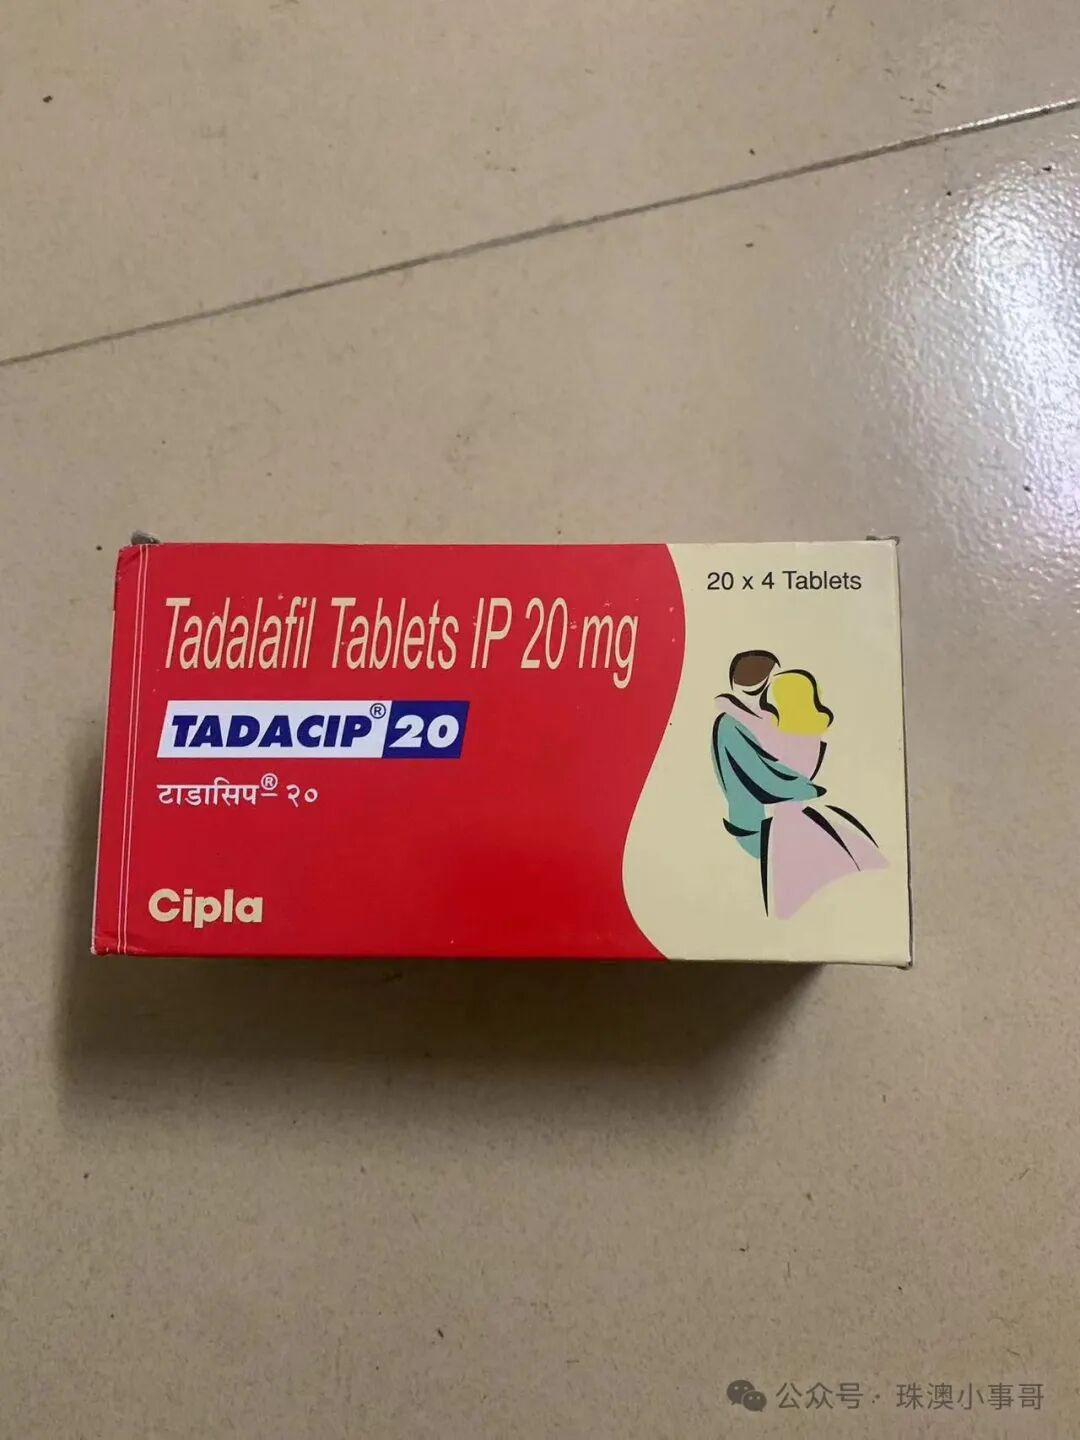 20 x 4 Tablets
Tadalafil Tablets IP 20 mg
TADACIP® 20
टाडासिप® २०
Cipla
公众号 · 珠澳小事哥